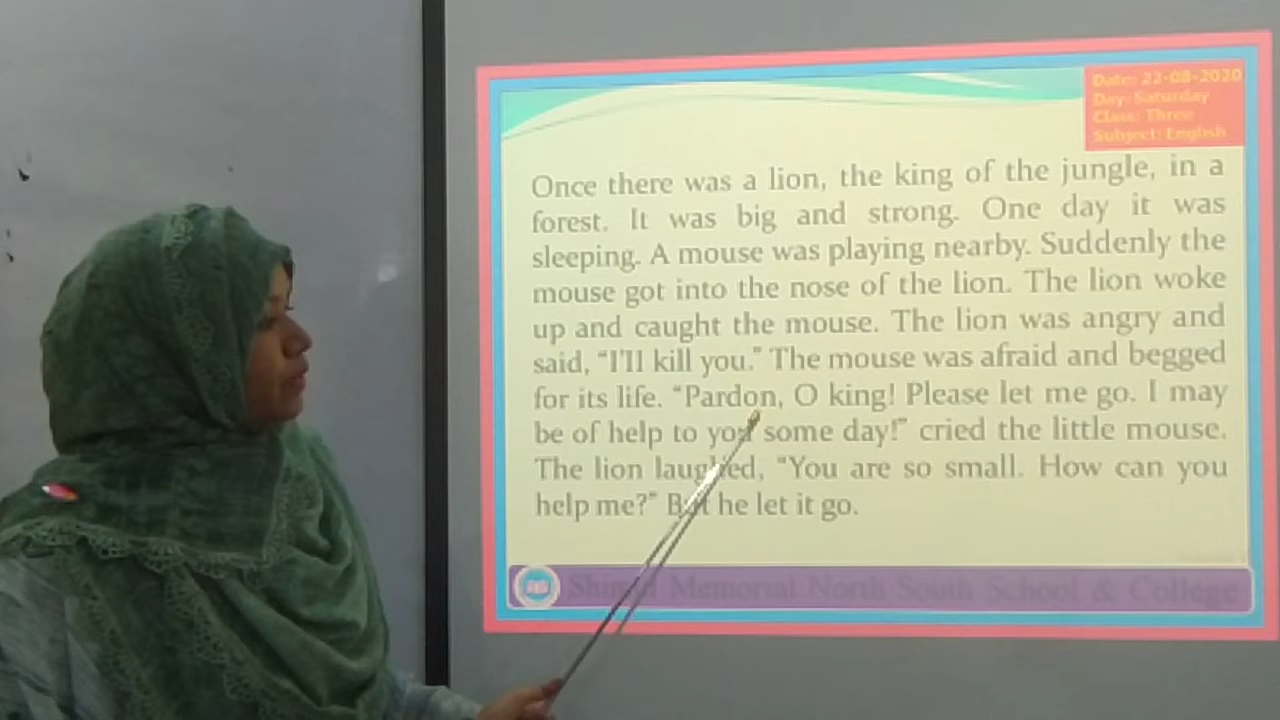 Date: 22-08-2020
Day: Saturday
Class: Three
Subject: English
Once there was a lion, the king of the jungle, in a
forest. It was big and strong. One day it was
sleeping. A mouse was playing nearby. Suddenly the
mouse got into the nose of the lion. The lion woke
up and caught the mouse. The lion was angry and
said, “I'll kill you.” The mouse was afraid and begged
for its life. “Pardon, O king! Please let me go. I may
be of help to you some day!” cried the little mouse.
The lion laughed, “You are so small. How can you
help me?” But he let it go.
Memorial North South School & College